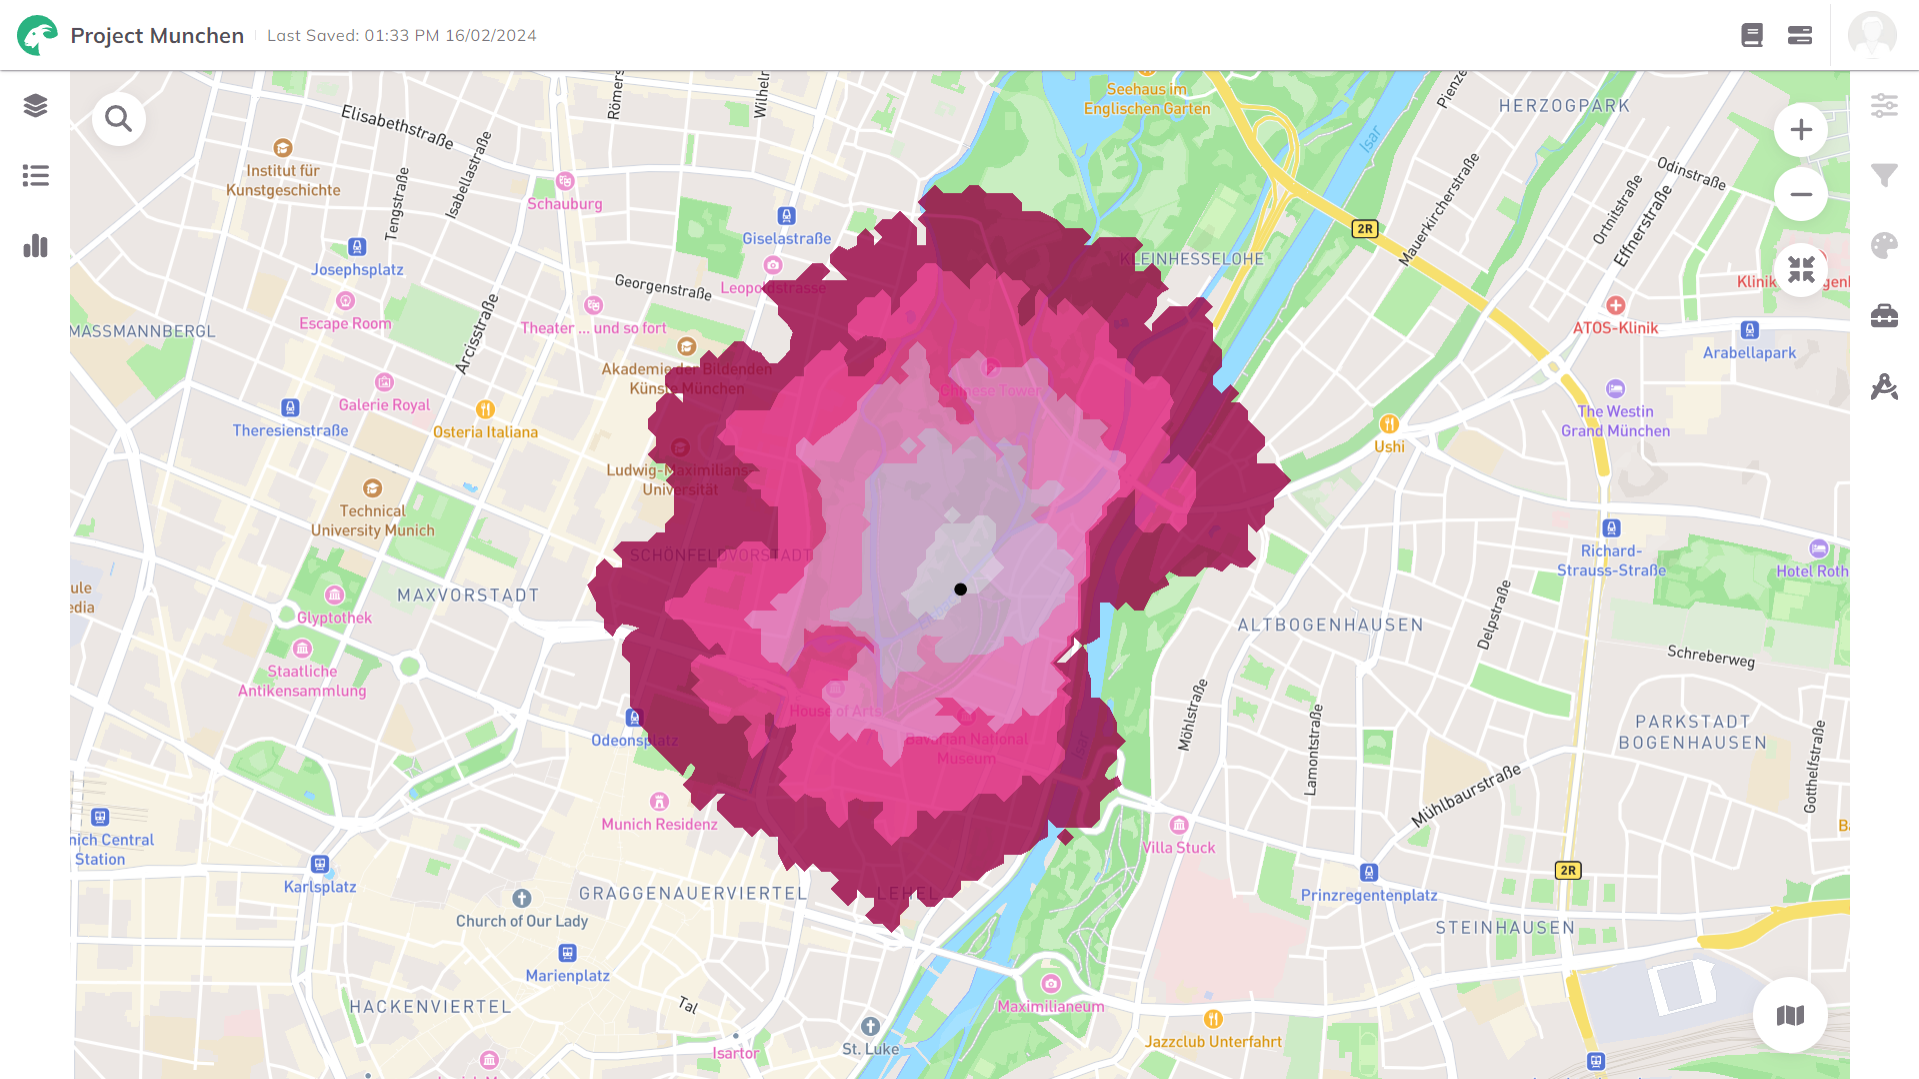 Project Munchen
Last Saved: 01:33 PM 16/02/2024
Seehaus im
Englischen Garten
HERZOGPARK
Pienze
Römers
Wilhelr
Elisabethstraße
Isar
Institut für
Kunstgeschichte
Tengstraße
Isabellastraße
Schauburg
Mauerkircherstraße
Odinstraße
Ortnitstraße
Effnerstraße
2R
Giselastraße
Josephsplatz
KLEINHESSELOHE
Georgenstraße
Leopoldstrasse
Klinik
genh
Escape Room
MASSMANNBERGL
Theater ... und so fort
ATOS-Klinik
Arcisstraße
Arabellapark
Akademie der Bildenden
Künste München
Chinese Tower
Galerie Royal
Theresienstraße
Osteria Italiana
The Westin
Grand München
Ushi
Ludwig-Maximilians-
Universität
Technical
University Munich
SCHÖNFELDVORSTADT
Richard-
Strauss-Straße
Hotel Roth
ule
edia
MAXVORSTADT
Glyptothek
ALTBOGENHAUSEN
Delpstraße
Schreberweg
Staatliche
Antikensammlung
House of Arts
Möhlstraße
Lamontstraße
PARKSTADT
BOGENHAUSEN
Gotthelfstraße
Odeonsplatz
Bavarian National
Museum
Isar
Mühlbaurstraße
Munich Residenz
nich Central
Station
Villa Stuck
Karlsplatz
GRAGGENAUERVIERTEL
LEHEL
2R
Prinzregentenplatz
Church of Our Lady
STEINHAUSEN
Marienplatz
HACKENVIERTEL
Tal
Maximilianeum
Isartor
St. Luke
Jazzclub Unterfahrt